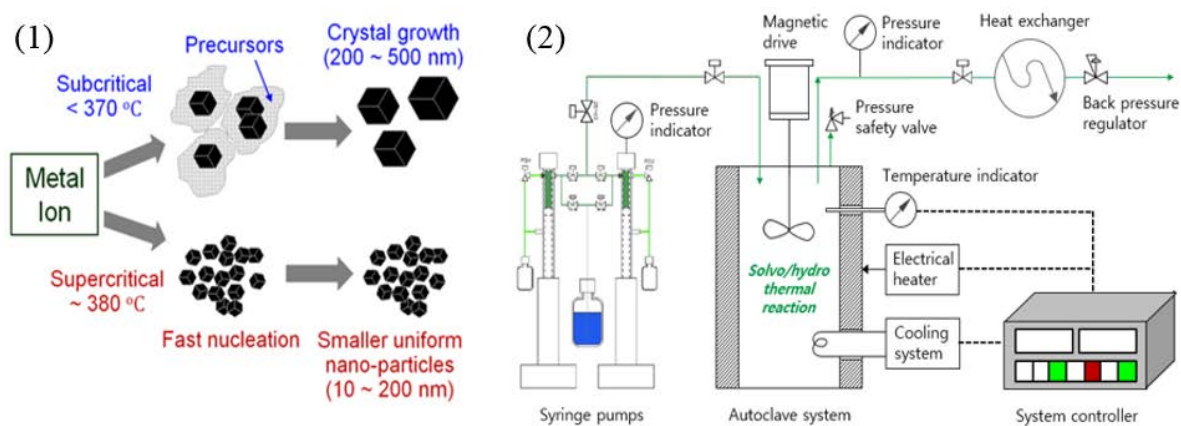 (1)
Precursors
Crystal growth
(200 ~ 500 nm)
Subcritical
< 370 ℃
Metal
Ion
Supercritical
~ 380 ℃
Fast nucleation
Smaller uniform
nano-particles
(10 ~ 200 nm)
(2)
Magnetic
drive
Pressure
indicator
Heat exchanger
Pressure
indicator
Pressure
safety valve
Back pressure
regulator
Temperature indicator
Solvo/hydro
thermal
reaction
Electrical
heater
Cooling
system
Syringe pumps
Autoclave system
System controller